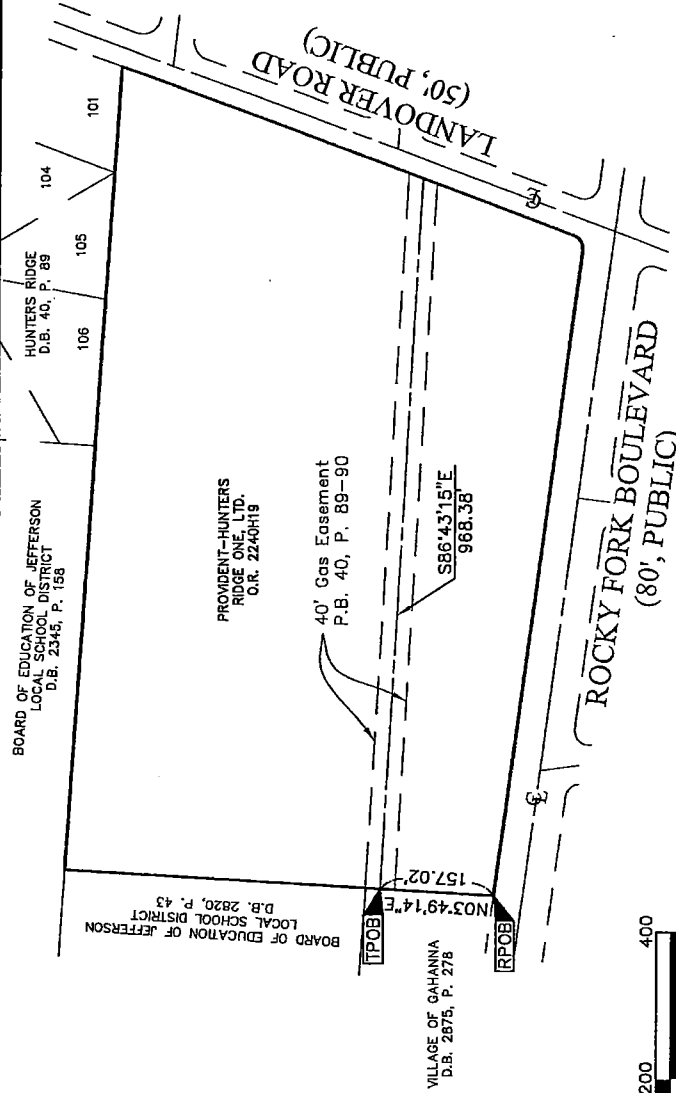 LANDOVER ROAD
(50', PUBLIC)
101
104
105
106
HUNTERS RIDGE
D.B. 40, P. 89
BOARD OF EDUCATION OF JEFFERSON
LOCAL SCHOOL DISTRICT
D.B. 2345, P. 158
PROVIDENT-HUNTERS
RIDGE ONE, LTD.
O.R. 2240H19
40' Gas Easement
P.B. 40, P. 89-90
S86°43'15"E
968.38'
BOARD OF EDUCATION OF JEFFERSON
LOCAL SCHOOL DISTRICT
D.B. 2820, P. 43
TPOB
N03°49'14"E
157.02'
RPOB
VILLAGE OF GAHANNA
D.B. 2875, P. 278
ROCKY FORK BOULEVARD
(80', PUBLIC)
200
400